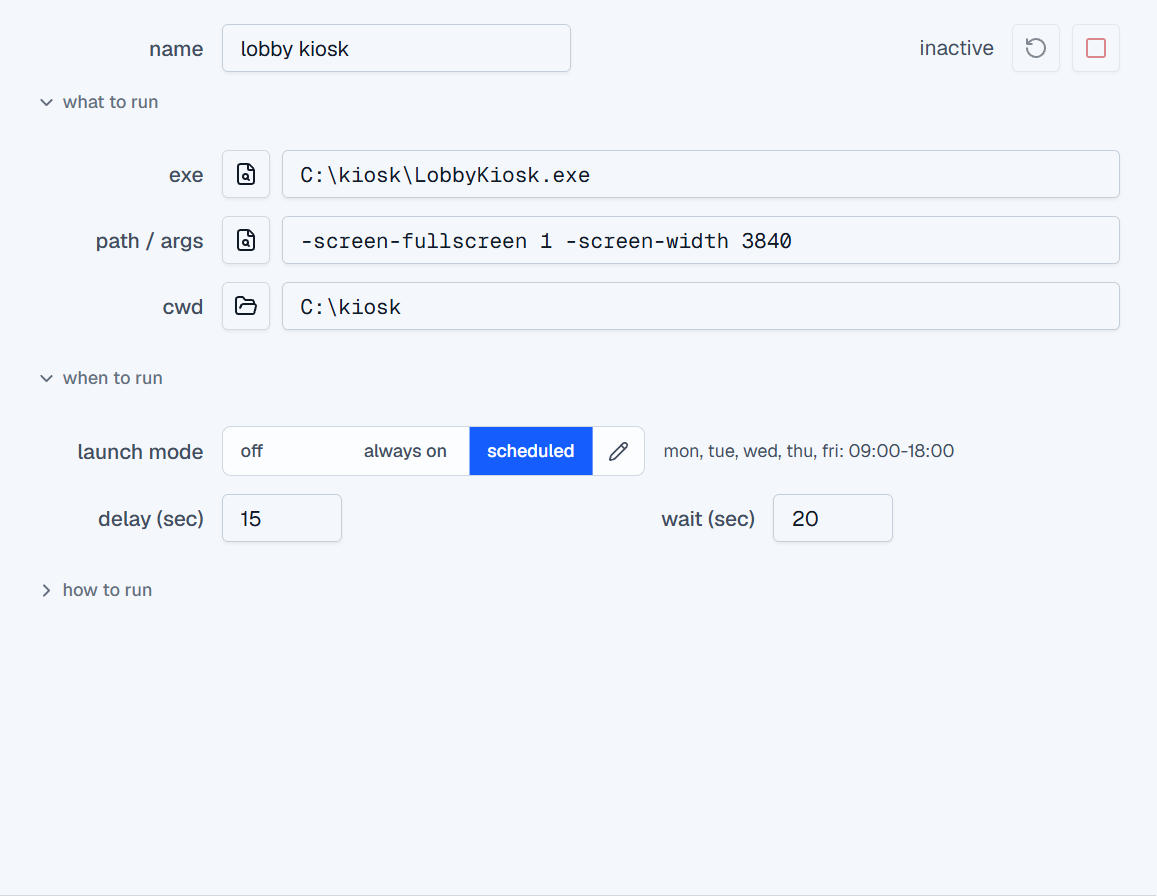 name lobby kiosk inactive
what to run
exe C:\kiosk\LobbyKiosk.exe
path / args -screen-fullscreen 1 -screen-width 3840
cwd C:\kiosk
when to run
launch mode off always on scheduled mon, tue, wed, thu, fri: 09:00-18:00
delay (sec) 15 wait (sec) 20
how to run